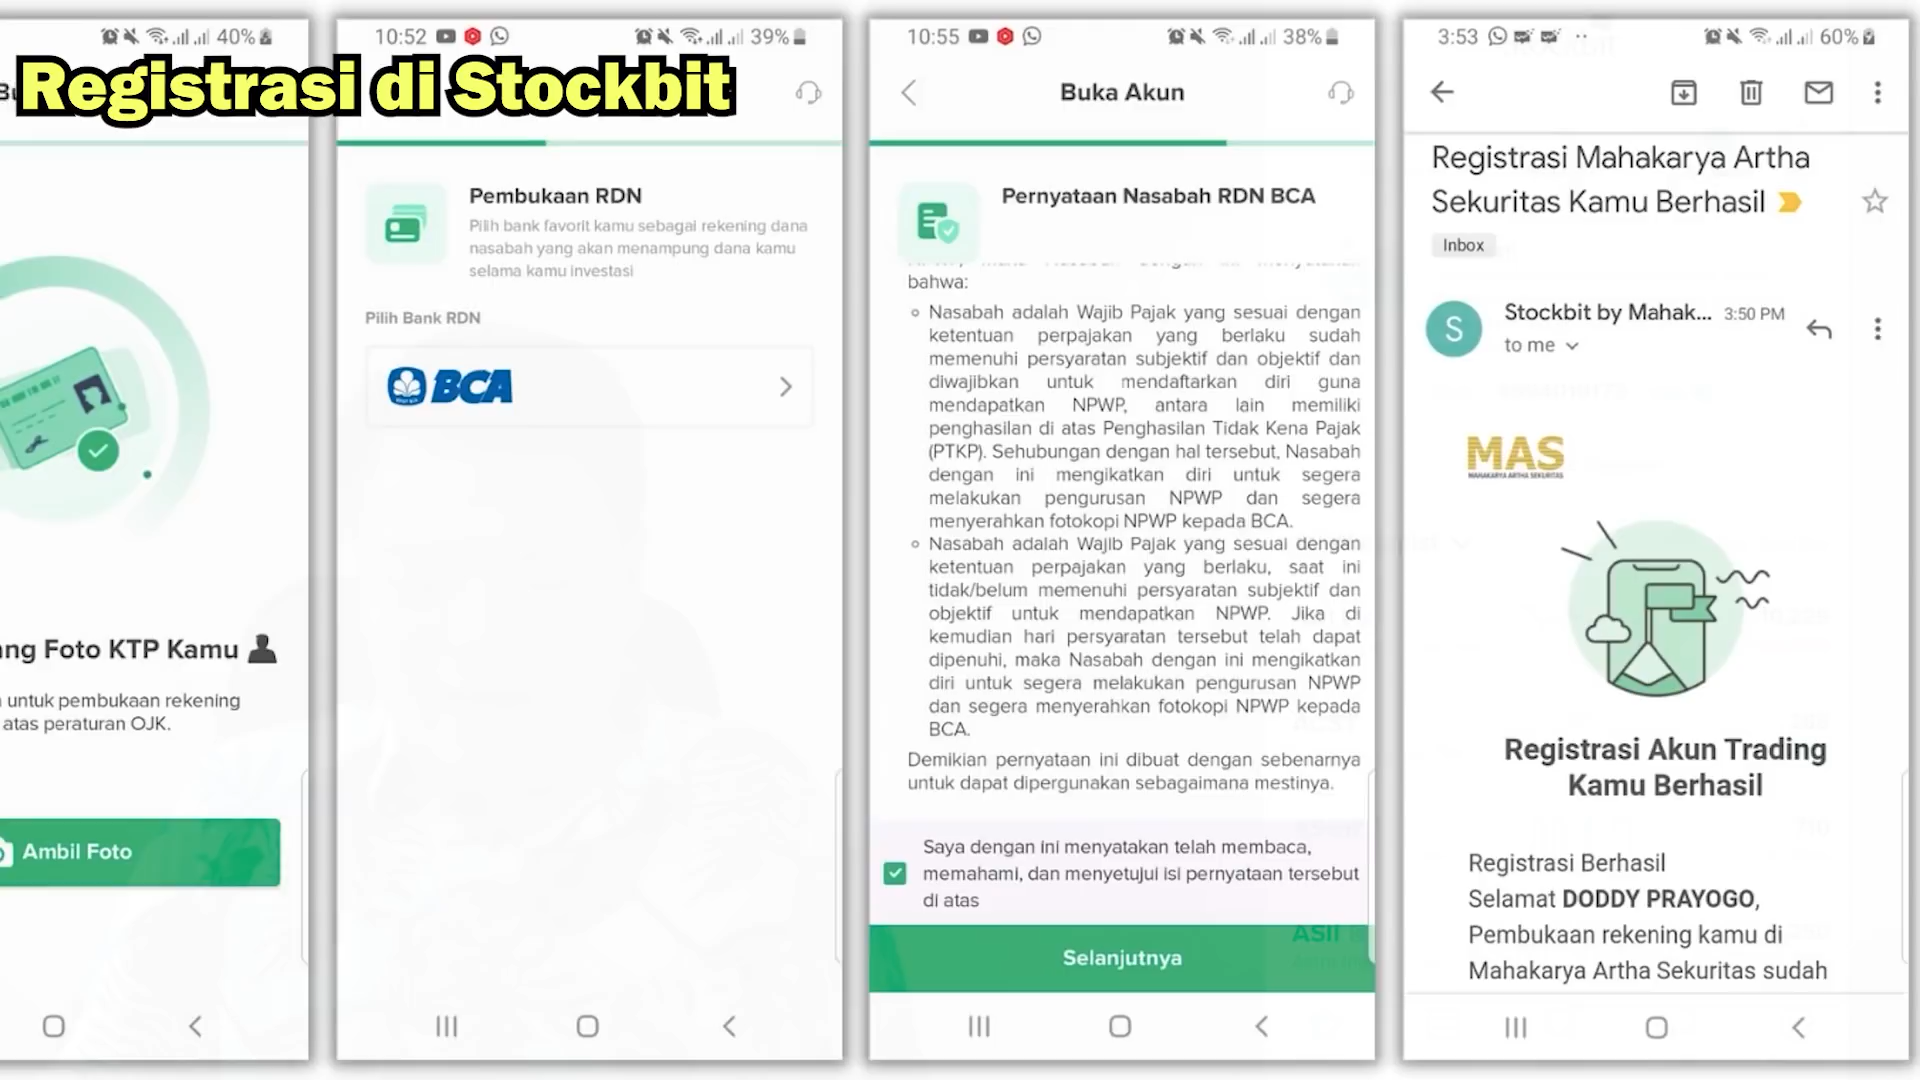 Registrasi di Stockbit
40%
ng Foto KTP Kamu
untuk pembukaan rekening
atas peraturan OJK.
Ambil Foto
10:52
39%
Pembukaan RDN
Pilih bank favorit kamu sebagai rekening dana
nasabah yang akan menampung dana kamu
selama kamu investasi
Pilih Bank RDN
BCA
10:55
38%
Buka Akun
Pernyataan Nasabah RDN BCA
bahwa:
Nasabah adalah Wajib Pajak yang sesuai dengan
ketentuan perpajakan yang berlaku sudah
memenuhi persyaratan subjektif dan objektif dan
diwajibkan untuk mendaftarkan diri guna
mendapatkan NPWP, antara lain memiliki
penghasilan di atas Penghasilan Tidak Kena Pajak
(PTKP). Sehubungan dengan hal tersebut, Nasabah
dengan ini mengikatkan diri untuk segera
melakukan pengurusan NPWP dan segera
menyerahkan fotokopi NPWP kepada BCA.
Nasabah adalah Wajib Pajak yang sesuai dengan
ketentuan perpajakan yang berlaku, saat ini
tidak/belum memenuhi persyaratan subjektif dan
objektif untuk mendapatkan NPWP. Jika di
kemudian hari persyaratan tersebut telah dapat
dipenuhi, maka Nasabah dengan ini mengikatkan
diri untuk segera melakukan pengurusan NPWP
dan segera menyerahkan fotokopi NPWP kepada
BCA.
Demikian pernyataan ini dibuat dengan sebenarnya
untuk dapat dipergunakan sebagaimana mestinya.
Saya dengan ini menyatakan telah membaca,
memahami, dan menyetujui isi pernyataan tersebut
di atas
ASII
Selanjutnya
3:53
60%
Registrasi Mahakarya Artha
Sekuritas Kamu Berhasil
Inbox
S
Stockbit by Mahak... 3:50 PM
to me
MAS
MAHAKARYA ARTHA SEKURITAS
Registrasi Akun Trading
Kamu Berhasil
Registrasi Berhasil
Selamat DODDY PRAYOGO,
Pembukaan rekening kamu di
Mahakarya Artha Sekuritas sudah